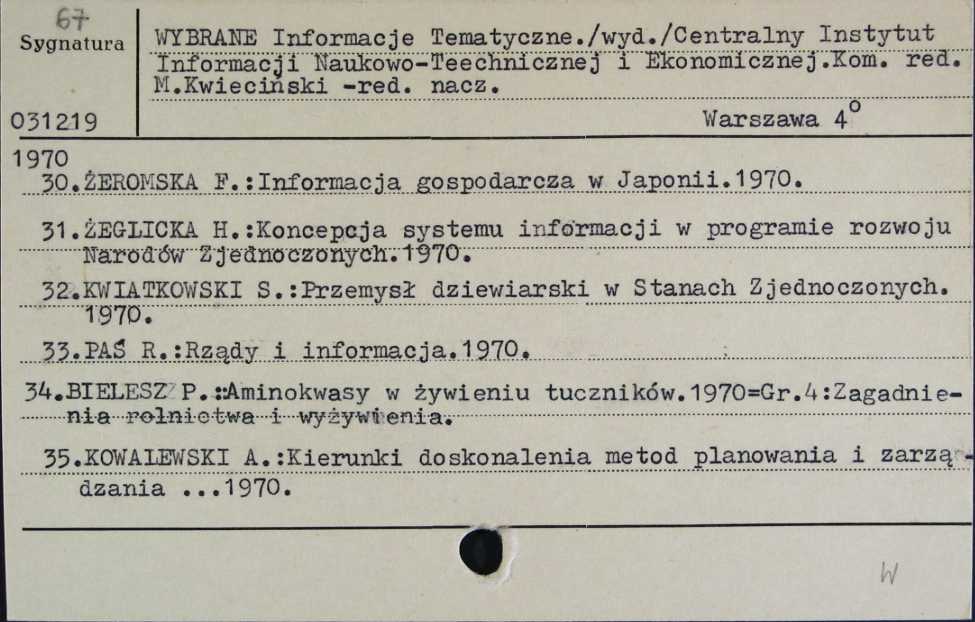 67
Sygnatura
WYBRANE Informacje Tematyczne./wyd./Centralny Instytut
Informacji Naukowo-Teechnicznej i Ekonomicznej.Kom. red.
M.Kwieciński -red. nacz.
031219
Warszawa 4°
1970
30.ŻEROMSKA F.:Informacja gospodarcza w Japonii.1970.
31.ŻEGLICKA H.:Koncepcja systemu informacji w programie rozwoju
Narodów Zjednoczonych.1970.
32.KWIATKOWSKI S.:Przemysł dziewiarski w Stanach Zjednoczonych.
1970.
33.PAŚ R.:Rządy i informacja.1970.
34.BIELESZ P.::Aminokwasy w żywieniu tuczników.1970=Gr.4:Zagadnie-
nia rolnictwa i wyżywienia.
35.KOWALEWSKI A.:Kierunki doskonalenia metod planowania i zarzą-
dzania ...1970.
W